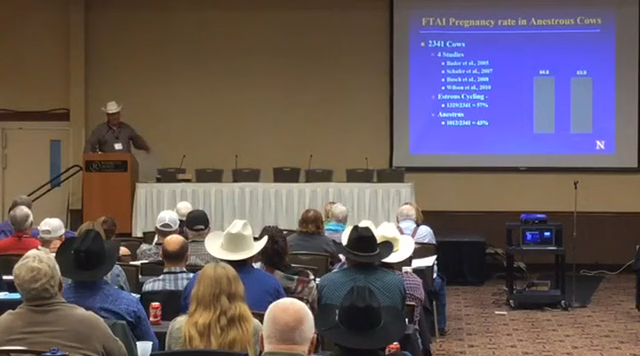 FTAI Pregnancy rate in Anestrous Cows
2341 Cows
4 Studies
Bader et al., 2005
Schafer et al., 2007
Busch et al., 2008
Wilson et al., 2010
Estrous Cycling -
1329/2341 = 57%
Anestrus
1012/2341 = 43%
N